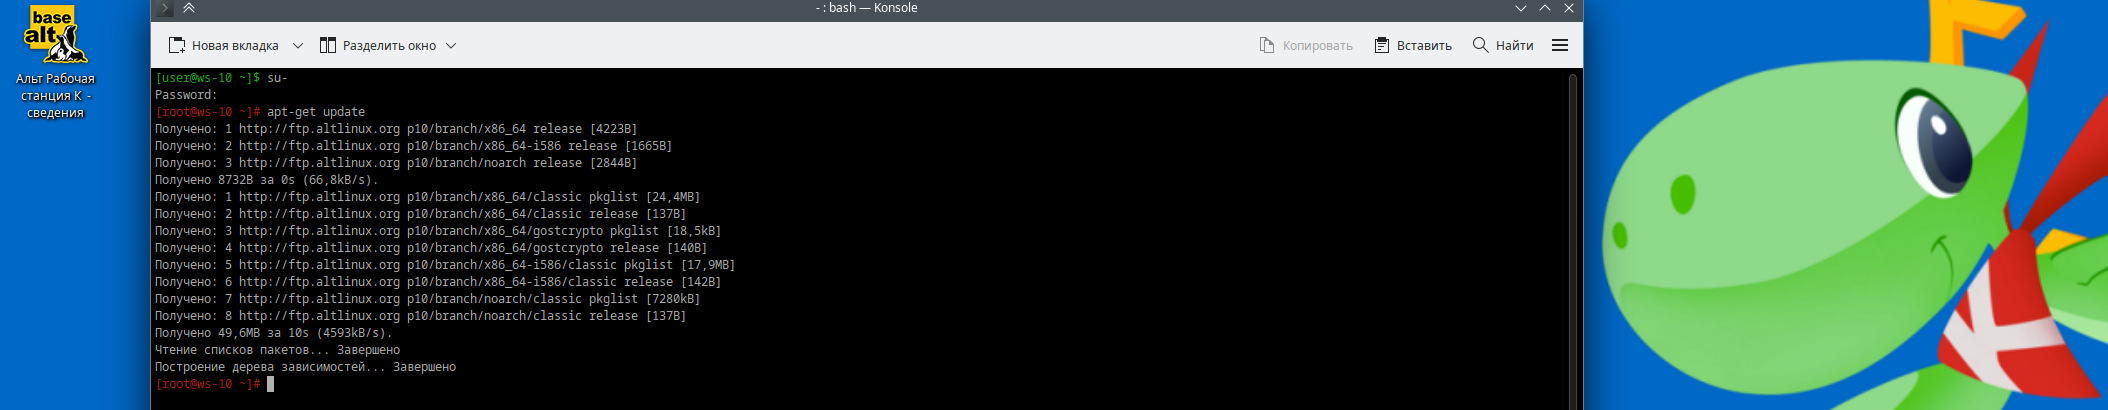 base
alt
Альт Рабочая
станция К -
сведения
- : bash — Konsole
Новая вкладка
Разделить окно
Копировать
Вставить
Найти
[user@ws-10 ~]$ su-
Password:
[root@ws-10 ~]# apt-get update
Получено: 1 http://ftp.altlinux.org p10/branch/x86_64 release [4223B]
Получено: 2 http://ftp.altlinux.org p10/branch/x86_64-i586 release [1665B]
Получено: 3 http://ftp.altlinux.org p10/branch/noarch release [2844B]
Получено 8732B за 0s (66,8kB/s).
Получено: 1 http://ftp.altlinux.org p10/branch/x86_64/classic pkglist [24,4MB]
Получено: 2 http://ftp.altlinux.org p10/branch/x86_64/classic release [137B]
Получено: 3 http://ftp.altlinux.org p10/branch/x86_64/gostcrypto pkglist [18,5kB]
Получено: 4 http://ftp.altlinux.org p10/branch/x86_64/gostcrypto release [140B]
Получено: 5 http://ftp.altlinux.org p10/branch/x86_64-i586/classic pkglist [17,9MB]
Получено: 6 http://ftp.altlinux.org p10/branch/x86_64-i586/classic release [142B]
Получено: 7 http://ftp.altlinux.org p10/branch/noarch/classic pkglist [7280kB]
Получено: 8 http://ftp.altlinux.org p10/branch/noarch/classic release [137B]
Получено 49,6MB за 10s (4593kB/s).
Чтение списков пакетов... Завершено
Построение дерева зависимостей... Завершено
[root@ws-10 ~]#